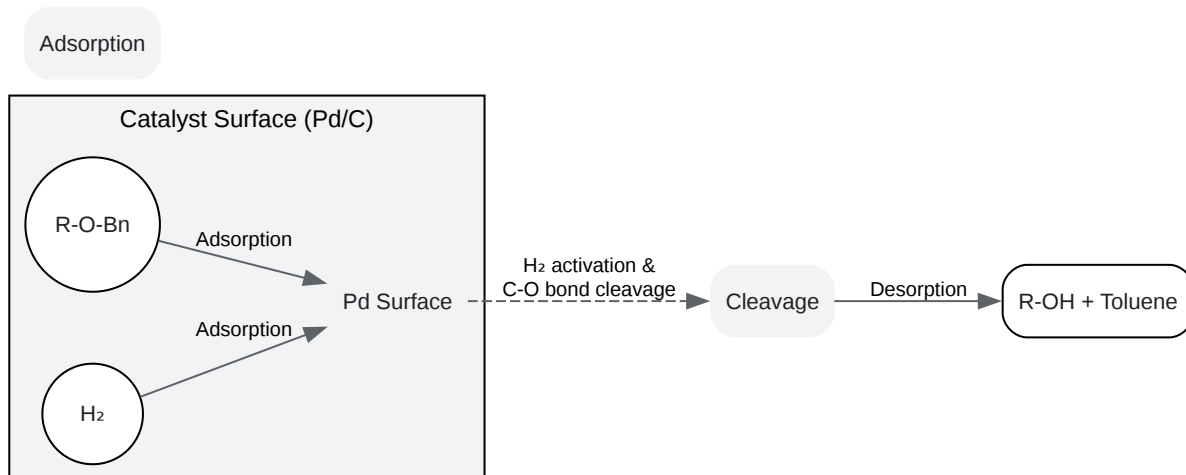 Adsorption
Catalyst Surface (Pd/C)
R-O-Bn
Adsorption
H₂ activation &
C-O bond cleavage
Pd Surface
Cleavage
Desorption
R-OH + Toluene
Adsorption
H₂